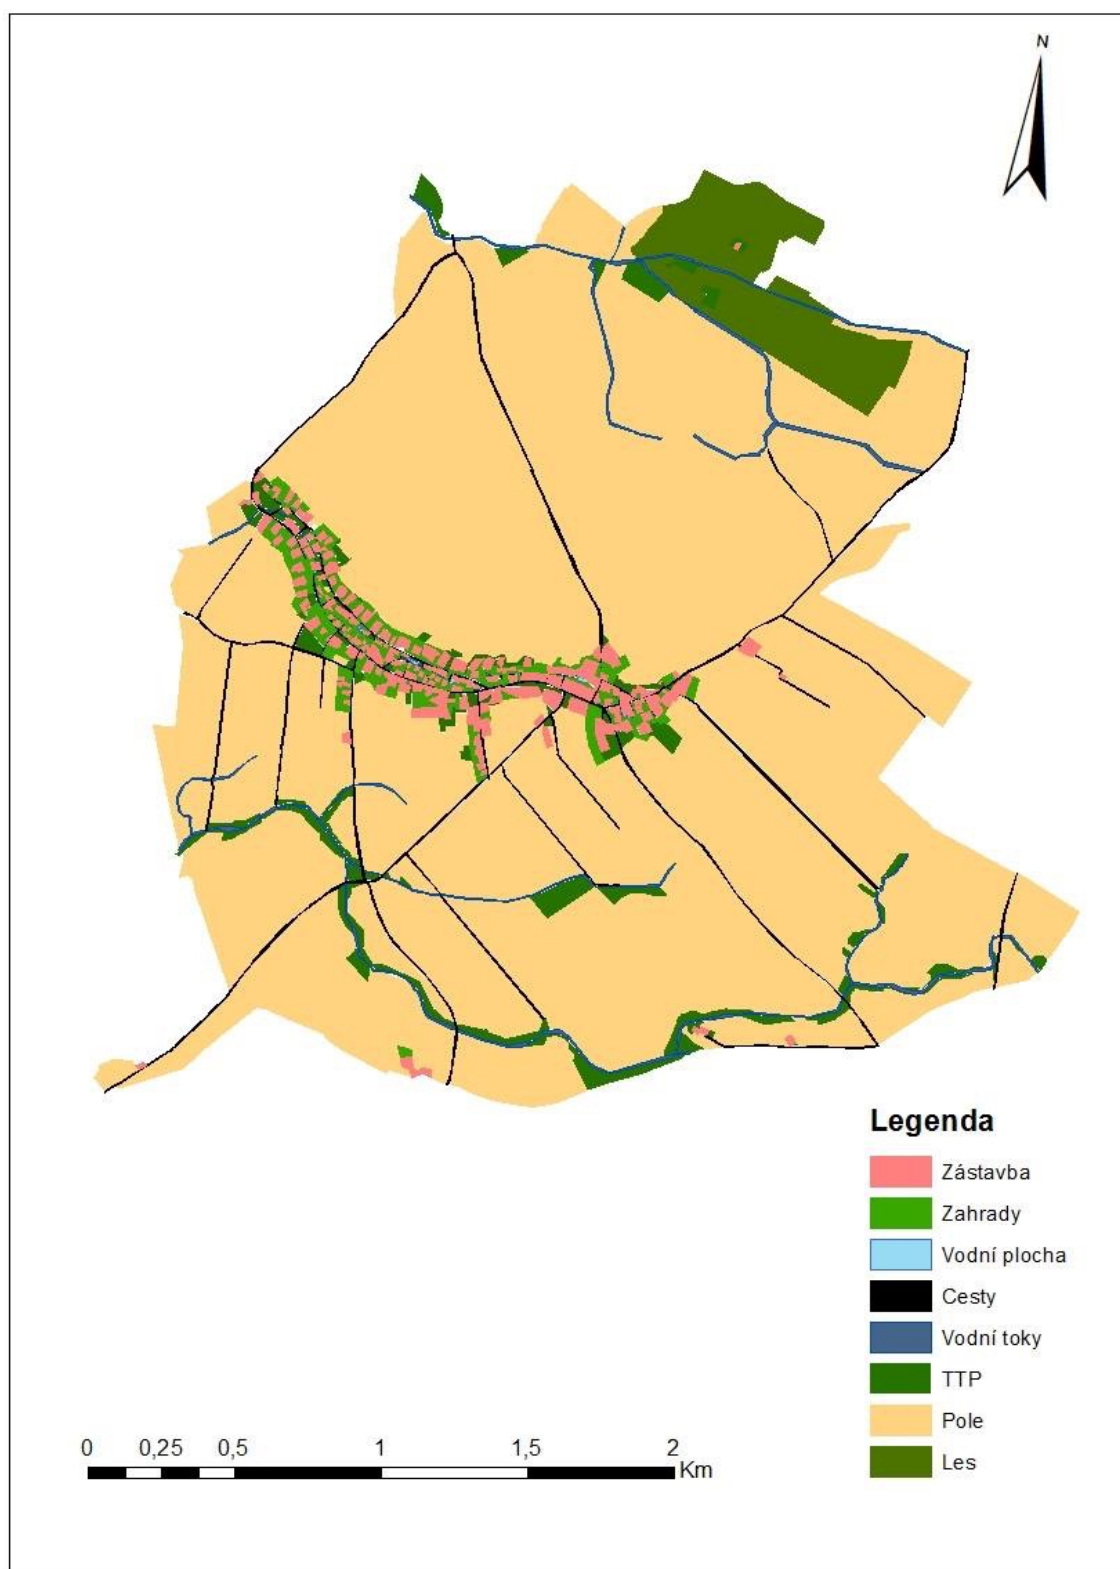 N
Legenda
Zástavba
Zahrady
Vodní plocha
Cesty
Vodní toky
TTP
Pole
Les
0 0,25 0,5 1 1,5 2
Km